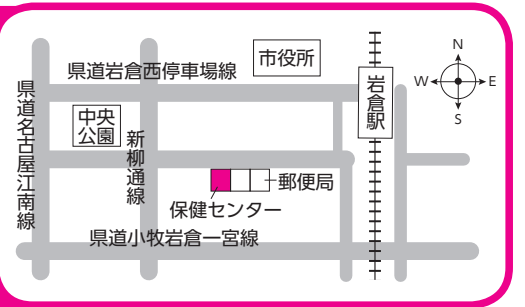 市役所
県道岩倉西停車場線
岩倉駅
N
W
E
S
県道名古屋江南線
中央
公園
新柳通線
郵便局
保健センター
県道小牧岩倉一宮線